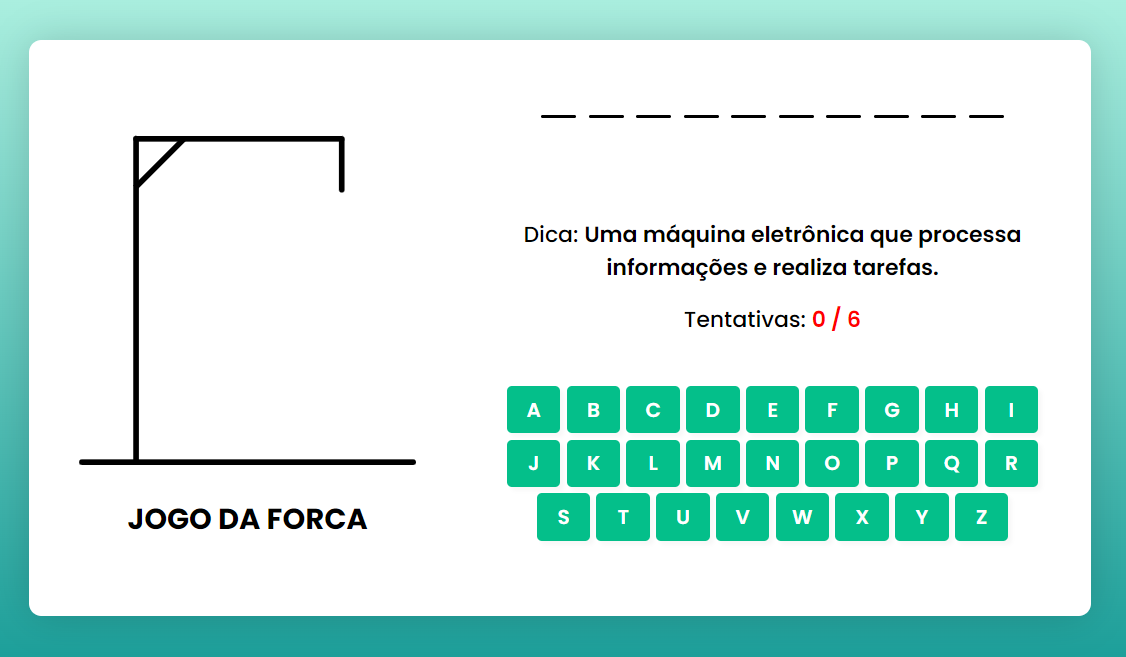 Dica: Uma máquina eletrônica que processa
informações e realiza tarefas.
Tentativas: 0 / 6
A B C D E F G H I
J K L M N O P Q R
S T U V W X Y Z
JOGO DA FORCA